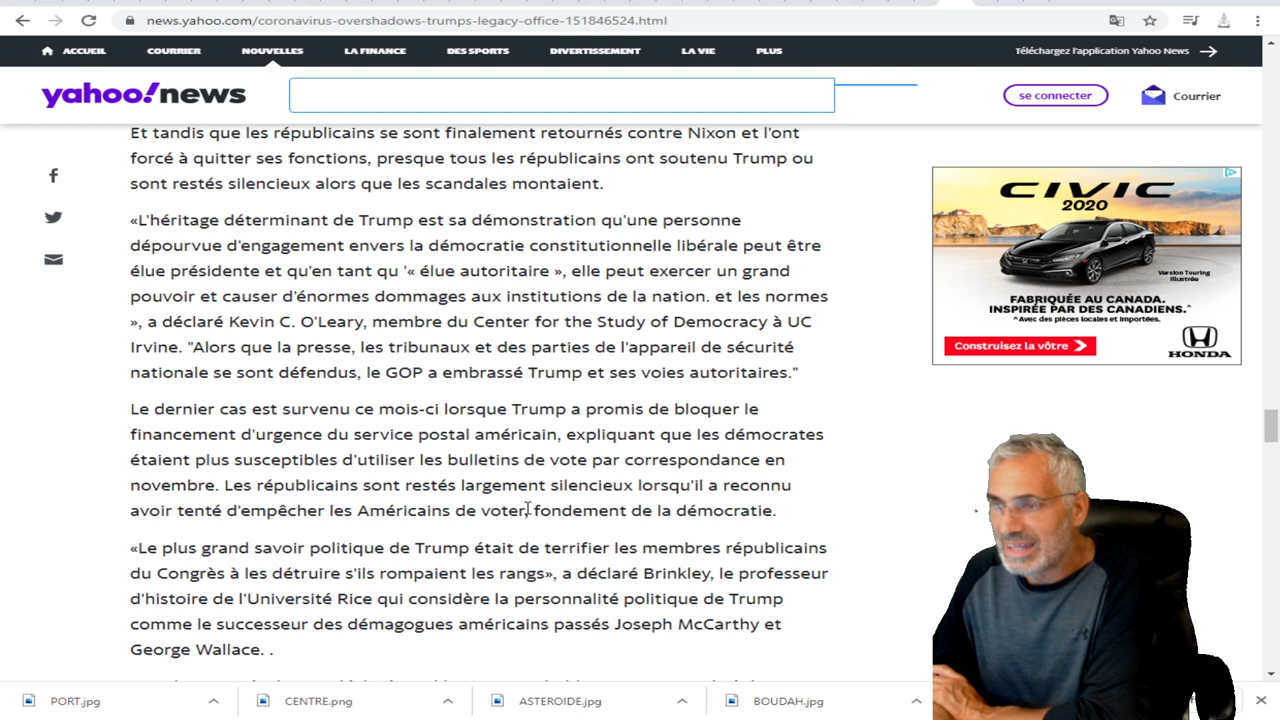 news.yahoo.com/coronavirus-overshadows-trumps-legacy-office-151846524.html
ACCUEIL COURRIER NOUVELLES LA FINANCE DES SPORTS DIVERTISSEMENT LA VIE PLUS Téléchargez l'application Yahoo News
yahoo!news se connecter Courrier
Et tandis que les républicains se sont finalement retournés contre Nixon et l'ont
forcé à quitter ses fonctions, presque tous les républicains ont soutenu Trump ou
sont restés silencieux alors que les scandales montaient.
«L'héritage déterminant de Trump est sa démonstration qu'une personne
dépourvue d'engagement envers la démocratie constitutionnelle libérale peut être
élue présidente et qu'en tant qu '« élue autoritaire », elle peut exercer un grand
pouvoir et causer d'énormes dommages aux institutions de la nation. et les normes
», a déclaré Kevin C. O'Leary, membre du Center for the Study of Democracy à UC
Irvine. "Alors que la presse, les tribunaux et des parties de l'appareil de sécurité
nationale se sont défendus, le GOP a embrassé Trump et ses voies autoritaires."
Le dernier cas est survenu ce mois-ci lorsque Trump a promis de bloquer le
financement d'urgence du service postal américain, expliquant que les démocrates
étaient plus susceptibles d'utiliser les bulletins de vote par correspondance en
novembre. Les républicains sont restés largement silencieux lorsqu'il a reconnu
avoir tenté d'empêcher les Américains de voter, fondement de la démocratie.
«Le plus grand savoir politique de Trump était de terrifier les membres républicains
du Congrès à les détruire s'ils rompaient les rangs», a déclaré Brinkley, le professeur
d'histoire de l'Université Rice qui considère la personnalité politique de Trump
comme le successeur des démagogues américains passés Joseph McCarthy et
George Wallace. .
CIVIC
2020
Version Touring
illustrée
FABRIQUÉE AU CANADA.
INSPIRÉE PAR DES CANADIENS.^
^Avec des pièces locales et importées.
Construisez la vôtre
HONDA
PORT.jpg CENTRE.png ASTEROIDE.jpg BOUDAH.jpg